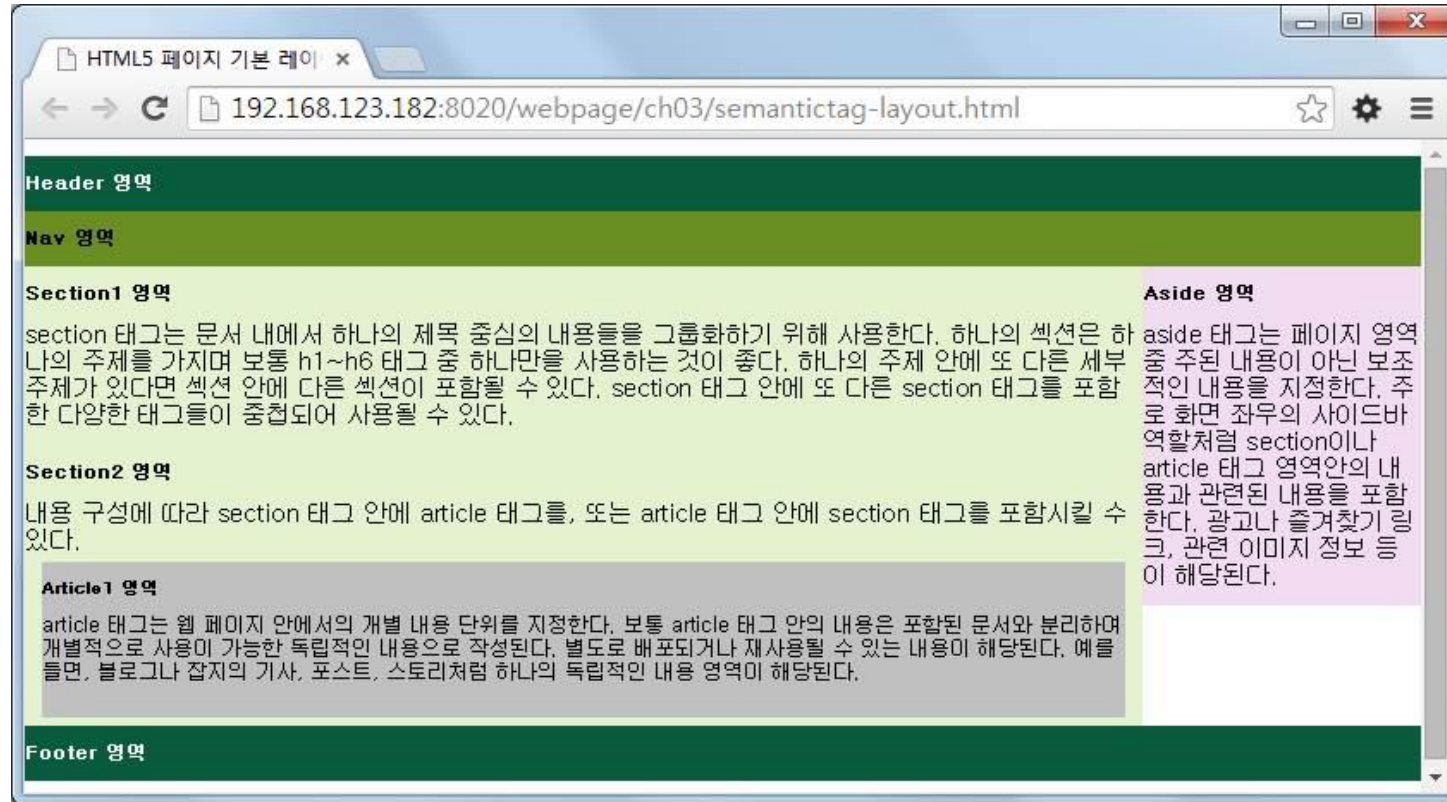 HTML5 페이지 기본 레이
192.168.123.182:8020/webpage/ch03/semantictag-layout.html
Header 영역
Nav 영역
Section1 영역
section 태그는 문서 내에서 하나의 제목 중심의 내용들을 그룹화하기 위해 사용한다. 하나의 섹션은 하
나의 주제를 가지며 보통 h1~h6 태그 중 하나만을 사용하는 것이 좋다. 하나의 주제 안에 또 다른 세부
주제가 있다면 섹션 안에 다른 섹션이 포함될 수 있다. section 태그 안에 또 다른 section 태그를 포함
한 다양한 태그들이 중첩되어 사용될 수 있다.
Section2 영역
내용 구성에 따라 section 태그 안에 article 태그를, 또는 article 태그 안에 section 태그를 포함시킬 수
있다.
Article1 영역
article 태그는 웹 페이지 안에서의 개별 내용 단위를 지정한다. 보통 article 태그 안의 내용은 포함된 문서와 분리하여
개별적으로 사용이 가능한 독립적인 내용으로 작성된다. 별도로 배포되거나 재사용될 수 있는 내용이 해당된다. 예를
들면, 블로그나 잡지의 기사, 포스트, 스토리처럼 하나의 독립적인 내용 영역이 해당된다.
Aside 영역
aside 태그는 페이지 영역
중 주된 내용이 아닌 보조
적인 내용을 지정한다. 주
로 화면 좌우의 사이드바
역할처럼 section이나
article 태그 영역안의 내
용과 관련된 내용을 포함
한다. 광고나 즐겨찾기 링
크, 관련 이미지 정보 등
이 해당된다.
Footer 영역